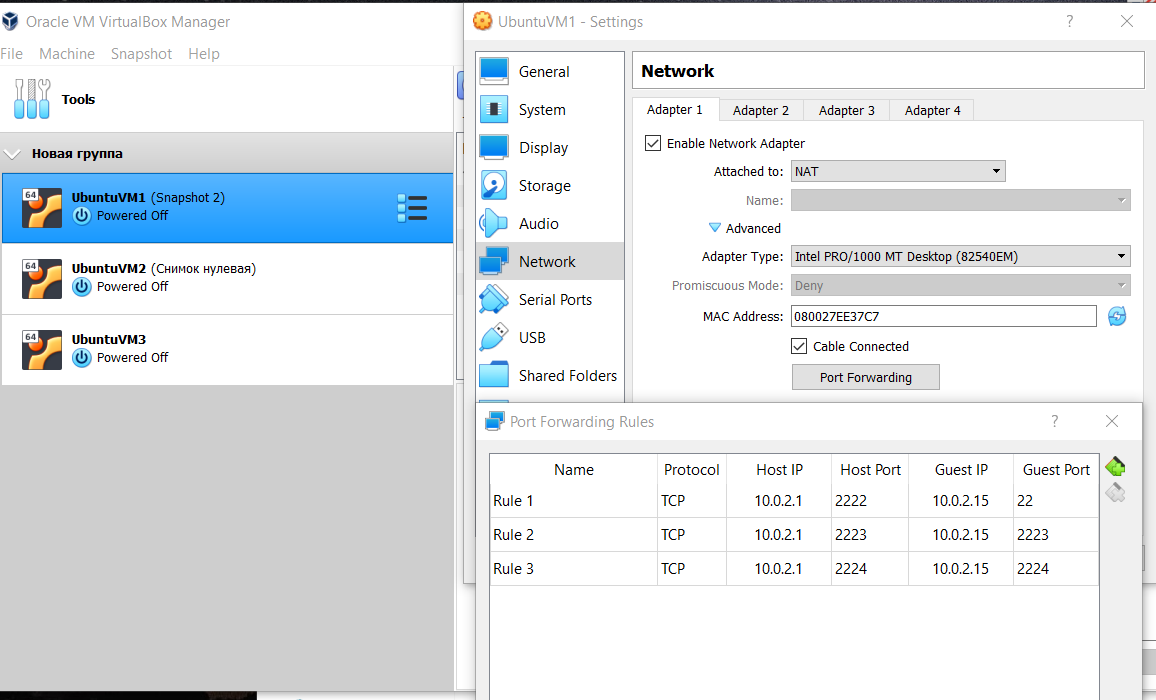 Oracle VM VirtualBox Manager
File Machine Snapshot Help
Tools
Новая группа
64 UbuntuVM1 (Snapshot 2)
Powered Off
64 UbuntuVM2 (Снимок нулевая)
Powered Off
64 UbuntuVM3
Powered Off
UbuntuVM1 - Settings ?
General
System
Display
Storage
Audio
Network
Serial Ports
USB
Shared Folders
Network
Adapter 1 Adapter 2 Adapter 3 Adapter 4
Enable Network Adapter
Attached to: NAT
Name:
Advanced
Adapter Type: Intel PRO/1000 MT Desktop (82540EM)
Promiscuous Mode: Deny
MAC Address: 080027EE37C7
Cable Connected
Port Forwarding
Port Forwarding Rules ?
Name Protocol Host IP Host Port Guest IP Guest Port
Rule 1 TCP 10.0.2.1 2222 10.0.2.15 22
Rule 2 TCP 10.0.2.1 2223 10.0.2.15 2223
Rule 3 TCP 10.0.2.1 2224 10.0.2.15 2224